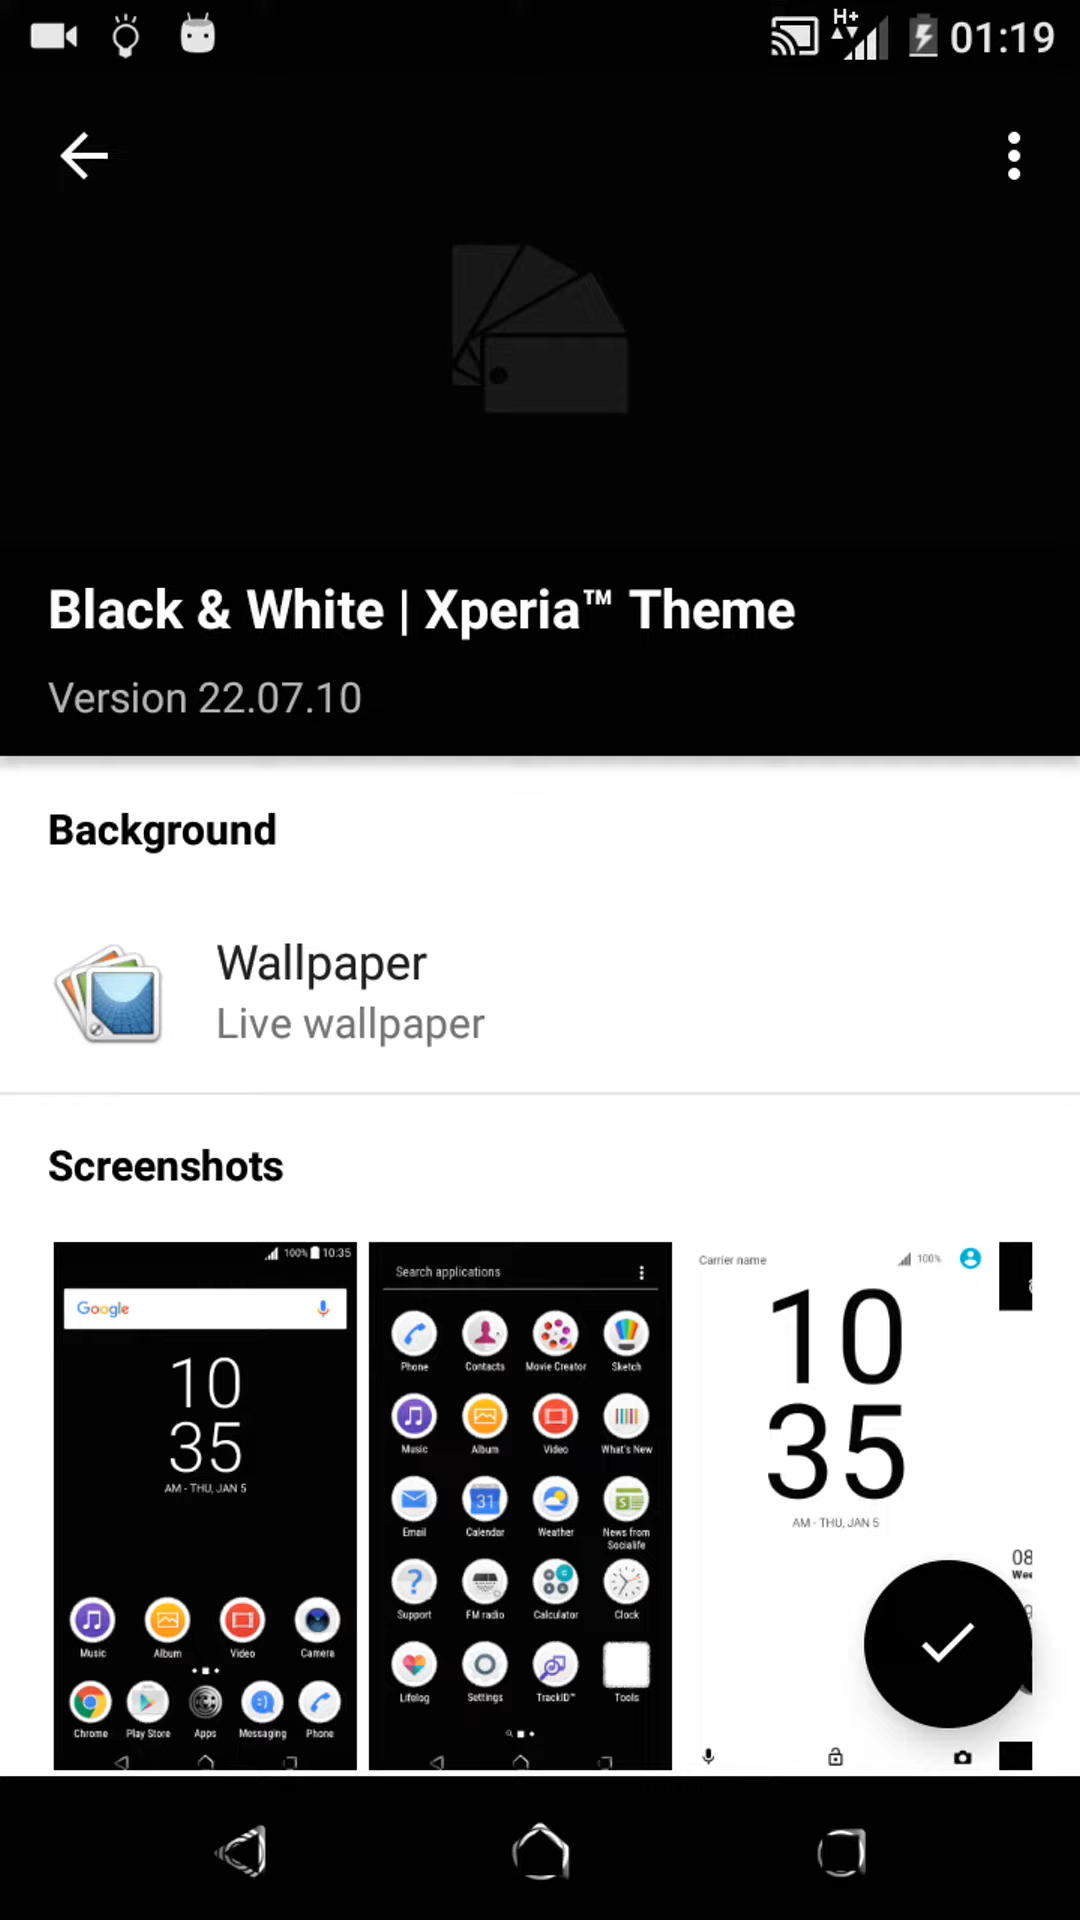 H+
01:19
Black & White | Xperia™ Theme
Version 22.07.10
Background
Wallpaper
Live wallpaper
Screenshots
100% 10:35
Google
10
35
AM - THU, JAN 5
Music Album Video Camera
Chrome Play Store Apps Messaging Phone
Search applications
Phone Contacts Movie Creator Sketch
Music Album Video What's New
Email Calendar Weather News from Socialife
31
Support FM radio Calculator Clock
Lifelog Settings TrackID™ Tools
Carrier name 100%
10
35
AM - THU, JAN 5
08